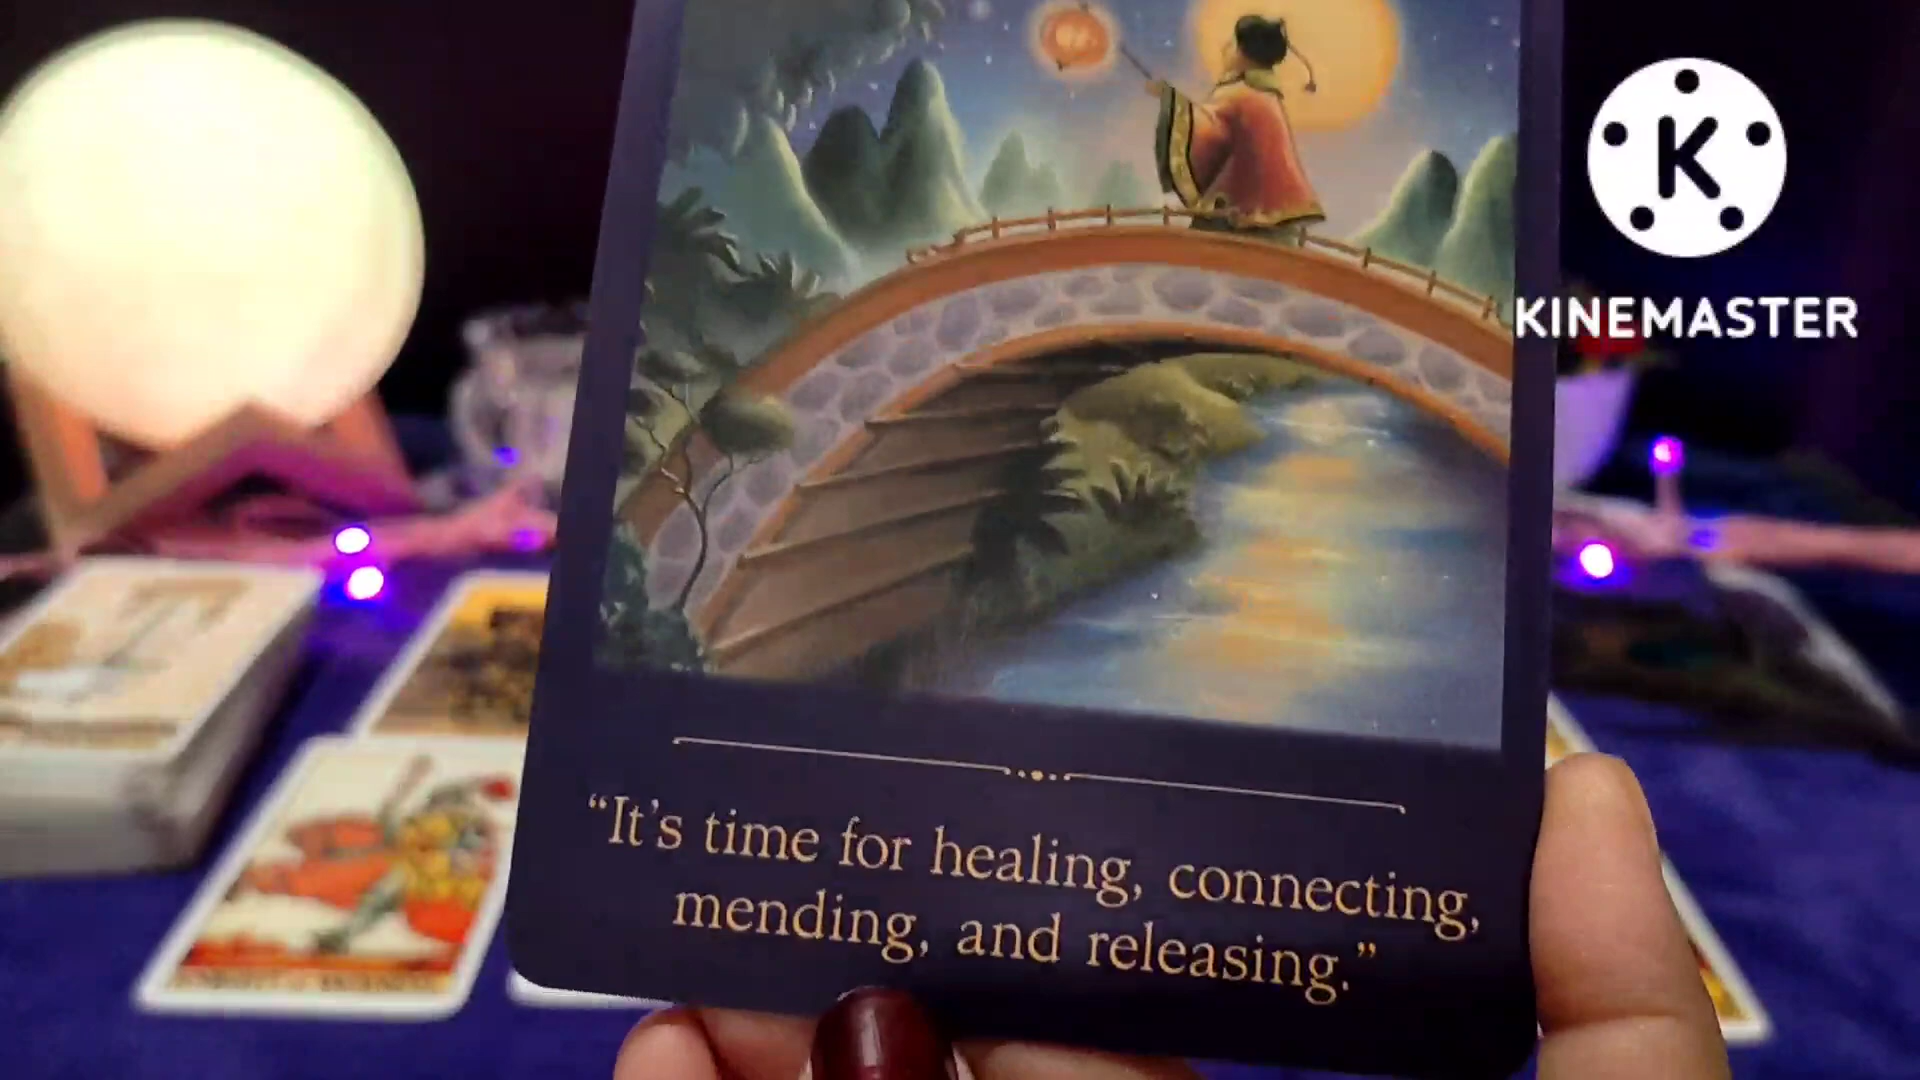 K
KINEMASTER
“It’s time for healing, connecting,
mending, and releasing.”